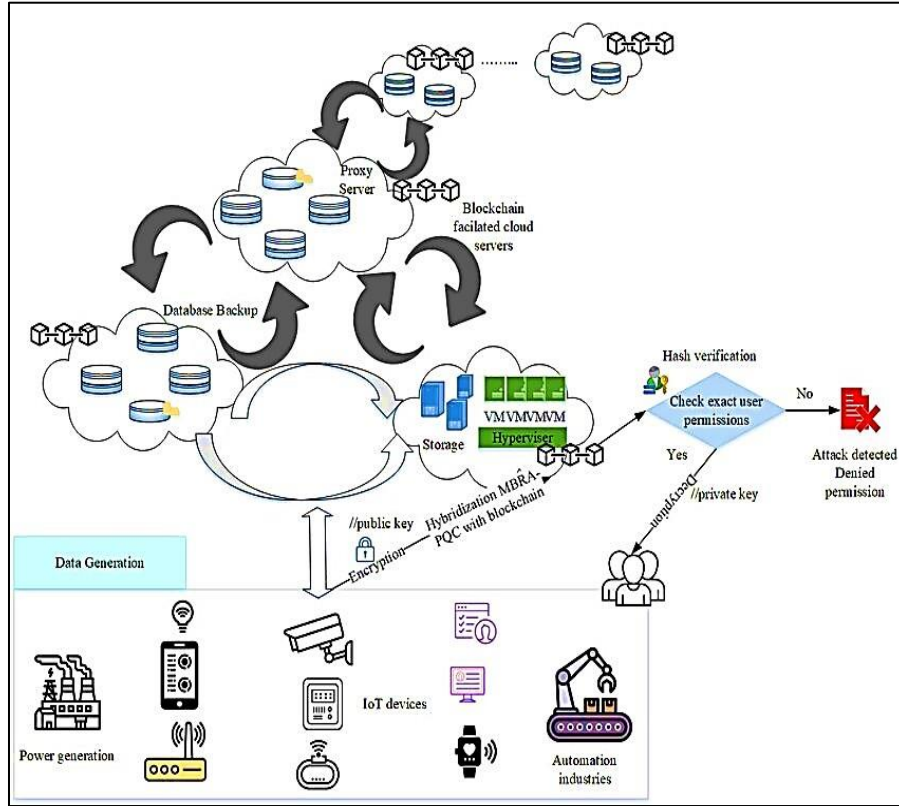 .........
Proxy
Server
Blockchain
facilated cloud
servers
Database Backup
Hash verification
Check exact user
permissions
No
Yes
Attack detected
Denied
permission
Storage
VMVMVMVM
Hyperviser
Hybridization MBR̂A-
PQC with blockchain
Encryption
//public key
Decryption
//private key
Data Generation
IoT devices
Power generation
Automation
industries